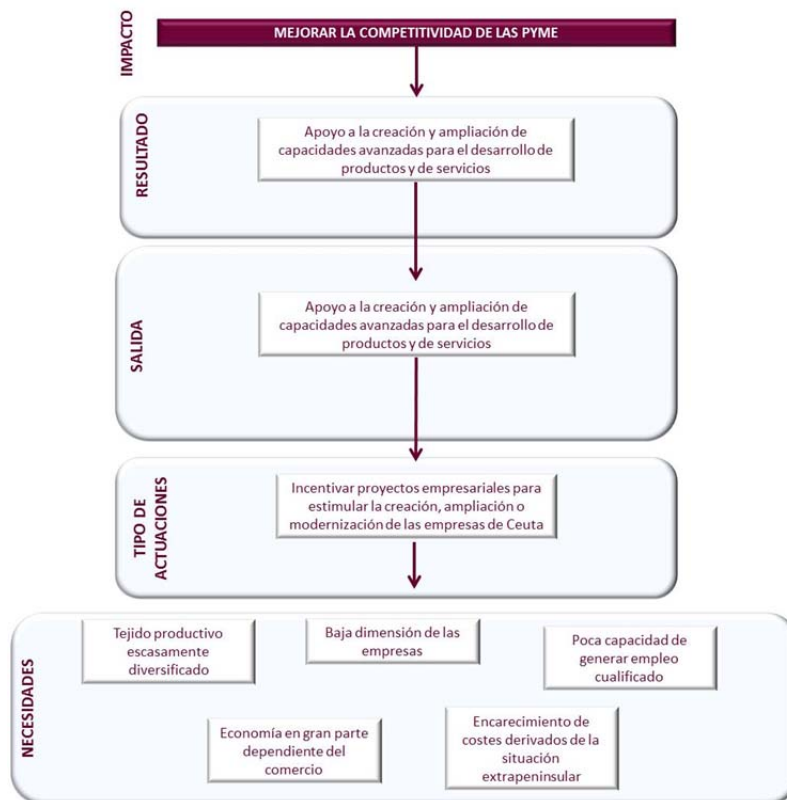 IMPACTO
MEJORAR LA COMPETITIVIDAD DE LAS PYME
RESULTADO
Apoyo a la creación y ampliación de
capacidades avanzadas para el desarrollo de
productos y de servicios
SALIDA
Apoyo a la creación y ampliación de
capacidades avanzadas para el desarrollo de
productos y de servicios
TIPO DE
ACTUACIONES
Incentivar proyectos empresariales para
estimular la creación, ampliación o
modernización de las empresas de Ceuta
NECESIDADES
Tejido productivo
escasamente
diversificado
Baja dimensión de las
empresas
Poca capacidad de
generar empleo
cualificado
Economía en gran parte
dependiente del
comercio
Encarecimiento de
costes derivados de la
situación
extrapeninsular